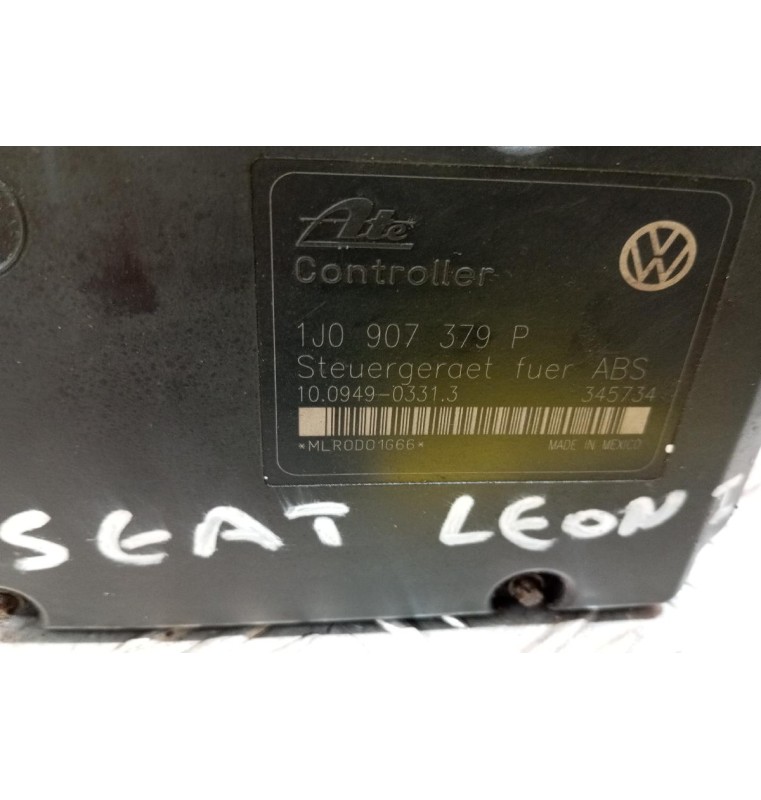 Ate
Controller
1J0 907 379 P
Steuergeraet fuer ABS
10.0949-0331.3 345734
*MLR0D01G66* MADE IN MEXICO
SEAT LEON I